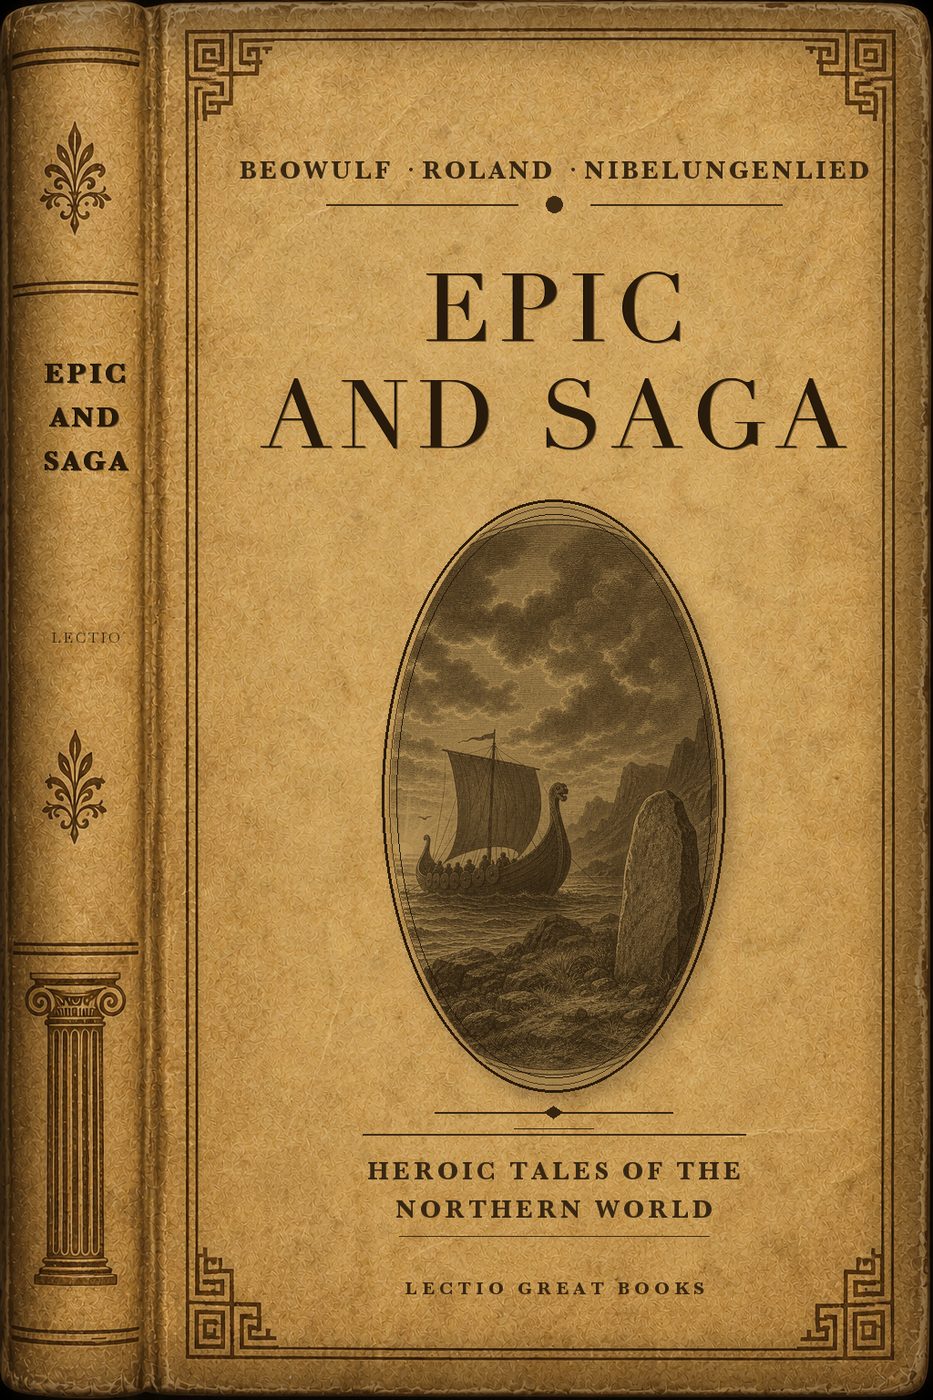 BEOWULF · ROLAND · NIBELUNGENLIED
EPIC
AND SAGA
HEROIC TALES OF THE
NORTHERN WORLD
LECTIO GREAT BOOKS
EPIC
AND
SAGA
LECTIO